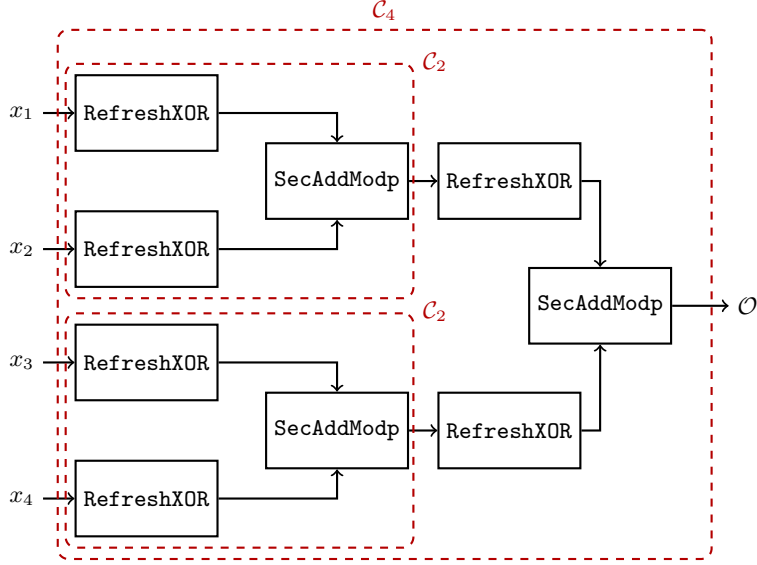 𝒞₄
𝒞₂
x₁ RefreshXOR
SecAddModp RefreshXOR
x₂ RefreshXOR
SecAddModp 𝒪
𝒞₂
x₃ RefreshXOR
SecAddModp RefreshXOR
x₄ RefreshXOR